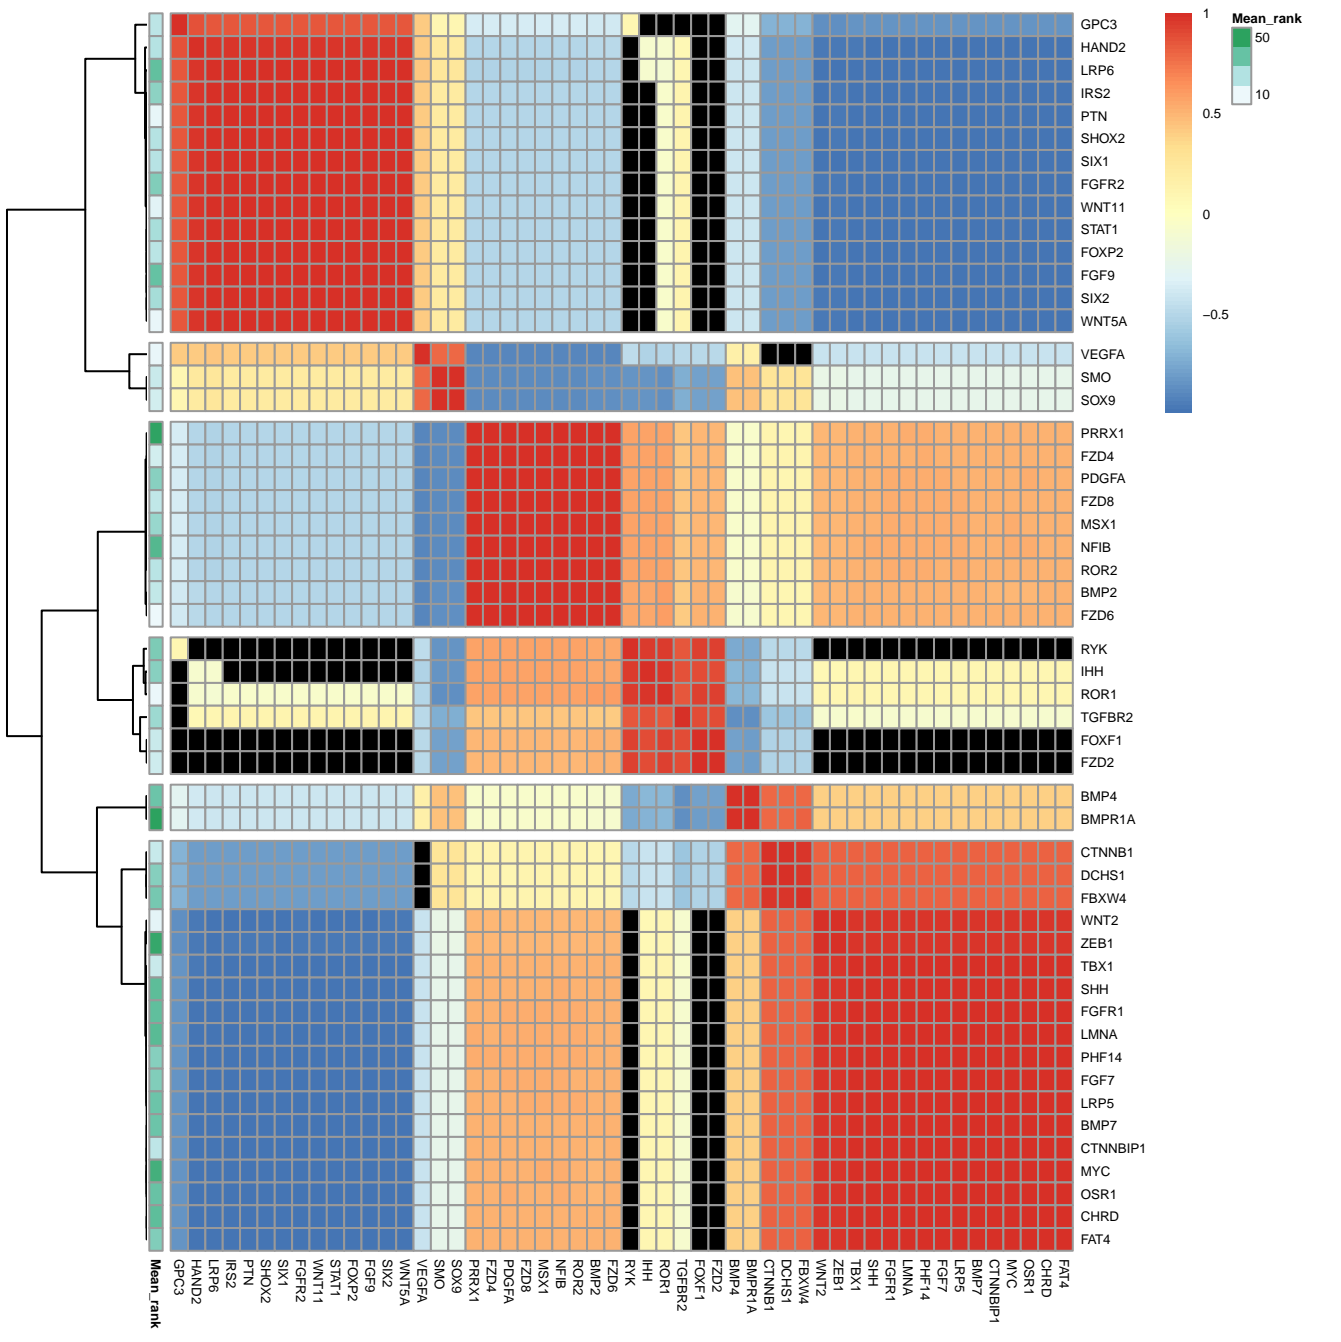 1
0.5
0
−0.5
Mean_rank
50
10
GPC3
HAND2
LRP6
IRS2
PTN
SHOX2
SIX1
FGFR2
WNT11
STAT1
FOXP2
FGF9
SIX2
WNT5A
VEGFA
SMO
SOX9
PRRX1
FZD4
PDGFA
FZD8
MSX1
NFIB
ROR2
BMP2
FZD6
RYK
IHH
ROR1
TGFBR2
FOXF1
FZD2
BMP4
BMPR1A
CTNNB1
DCHS1
FBXW4
WNT2
ZEB1
TBX1
SHH
FGFR1
LMNA
PHF14
FGF7
LRP5
BMP7
CTNNBIP1
MYC
OSR1
CHRD
FAT4
Mean_rank
GPC3
HAND2
LRP6
IRS2
PTN
SHOX2
SIX1
FGFR2
WNT11
STAT1
FOXP2
FGF9
SIX2
WNT5A
VEGFA
SMO
SOX9
PRRX1
FZD4
PDGFA
FZD8
MSX1
NFIB
ROR2
BMP2
FZD6
RYK
IHH
ROR1
TGFBR2
FOXF1
FZD2
BMP4
BMPR1A
CTNNB1
DCHS1
FBXW4
WNT2
ZEB1
TBX1
SHH
FGFR1
LMNA
PHF14
FGF7
LRP5
BMP7
CTNNBIP1
MYC
OSR1
CHRD
FAT4